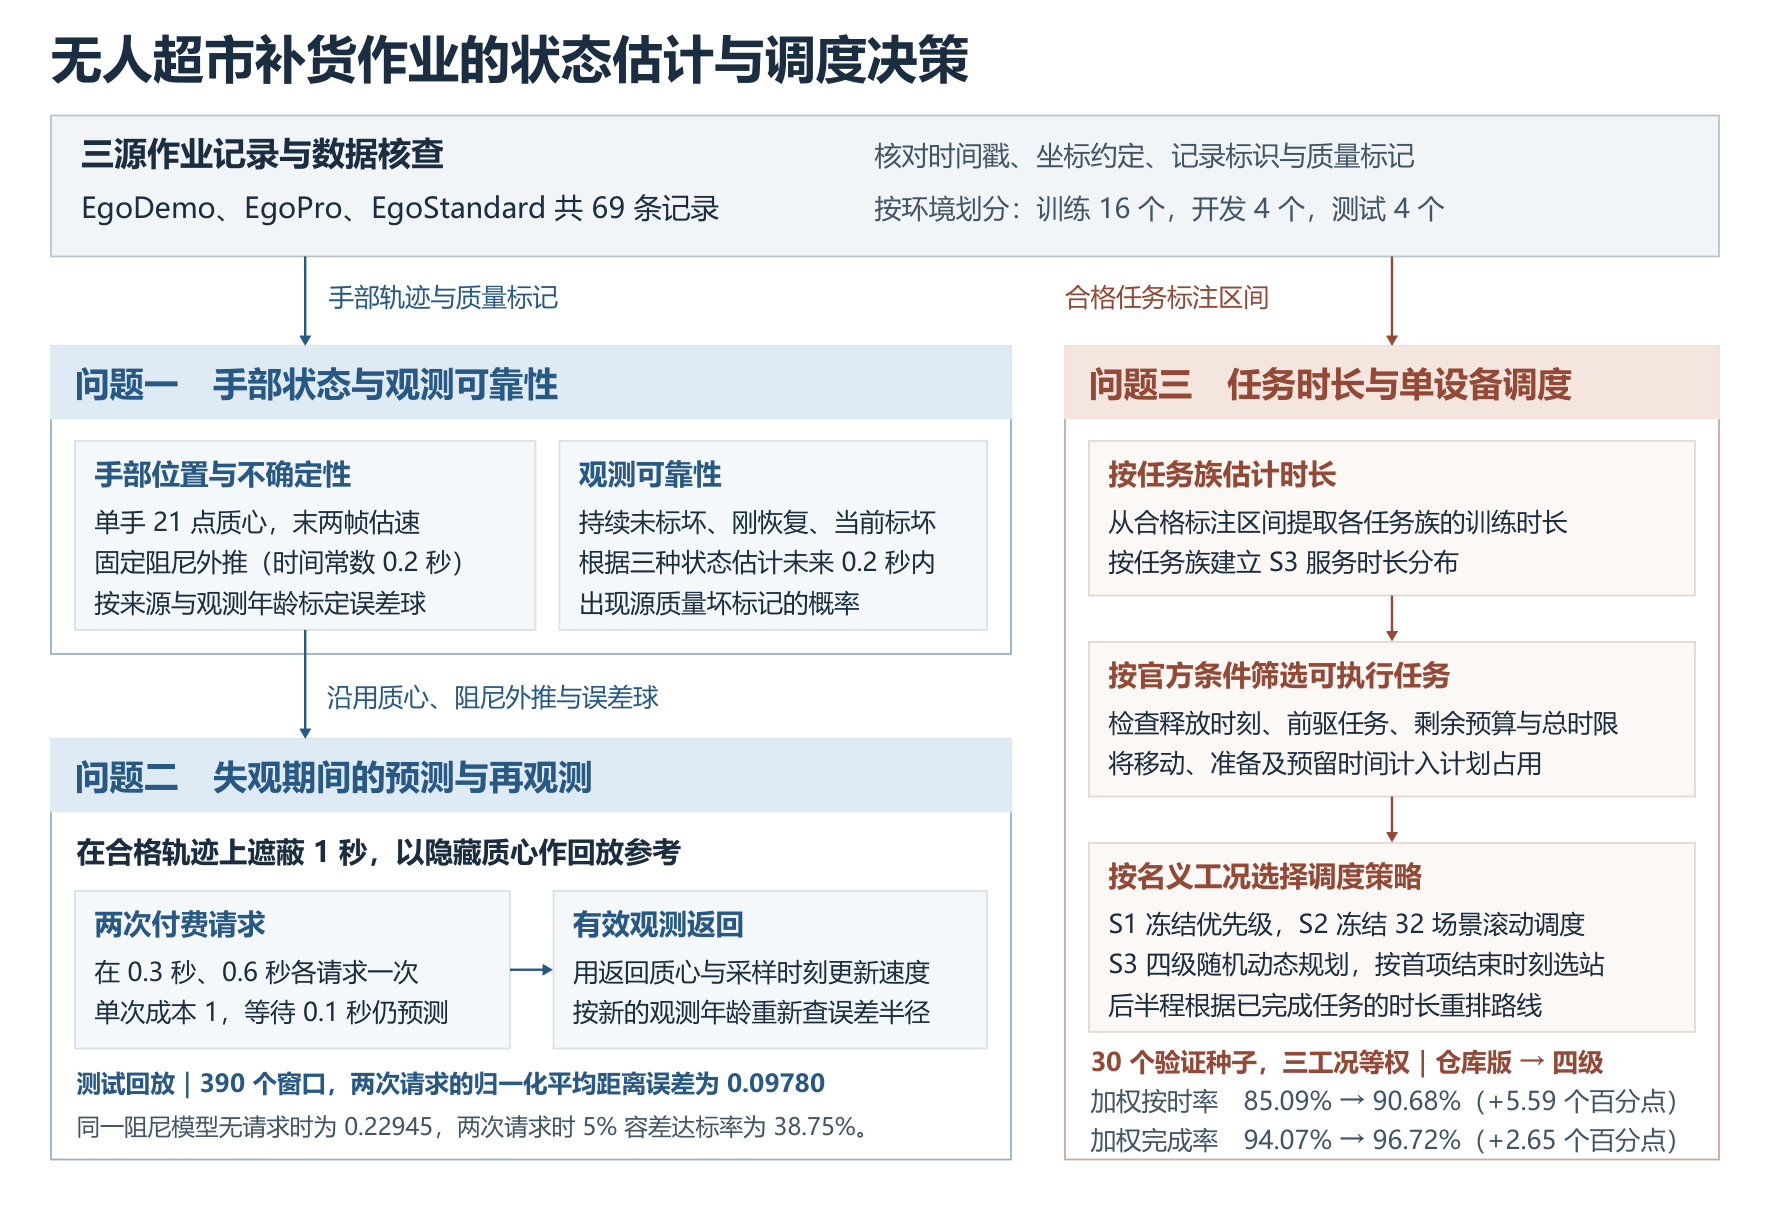 无人超市补货作业的状态估计与调度决策
三源作业记录与数据核查
EgoDemo、EgoPro、EgoStandard 共 69 条记录
核对时间戳、坐标约定、记录标识与质量标记
按环境划分：训练 16 个，开发 4 个，测试 4 个
手部轨迹与质量标记
合格任务标注区间
问题一　手部状态与观测可靠性
手部位置与不确定性
单手 21 点质心，末两帧估速
固定阻尼外推（时间常数 0.2 秒）
按来源与观测年龄标定误差球
观测可靠性
持续未标坏、刚恢复、当前标坏
根据三种状态估计未来 0.2 秒内
出现源质量坏标记的概率
沿用质心、阻尼外推与误差球
问题二　失观期间的预测与再观测
在合格轨迹上遮蔽 1 秒，以隐藏质心作回放参考
两次付费请求
在 0.3 秒、0.6 秒各请求一次
单次成本 1，等待 0.1 秒仍预测
有效观测返回
用返回质心与采样时刻更新速度
按新的观测年龄重新查误差半径
测试回放 | 390 个窗口，两次请求的归一化平均距离误差为 0.09780
同一阻尼模型无请求时为 0.22945，两次请求时 5% 容差达标率为 38.75%。
问题三　任务时长与单设备调度
按任务族估计时长
从合格标注区间提取各任务族的训练时长
按任务族建立 S3 服务时长分布
按官方条件筛选可执行任务
检查释放时刻、前驱任务、剩余预算与总时限
将移动、准备及预留时间计入计划占用
按名义工况选择调度策略
S1 冻结优先级，S2 冻结 32 场景滚动调度
S3 四级随机动态规划，按首项结束时刻选站
后半程根据已完成任务的时长重排路线
30 个验证种子，三工况等权 | 仓库版 → 四级
加权按时率　85.09% → 90.68%（+5.59 个百分点）
加权完成率　94.07% → 96.72%（+2.65 个百分点）